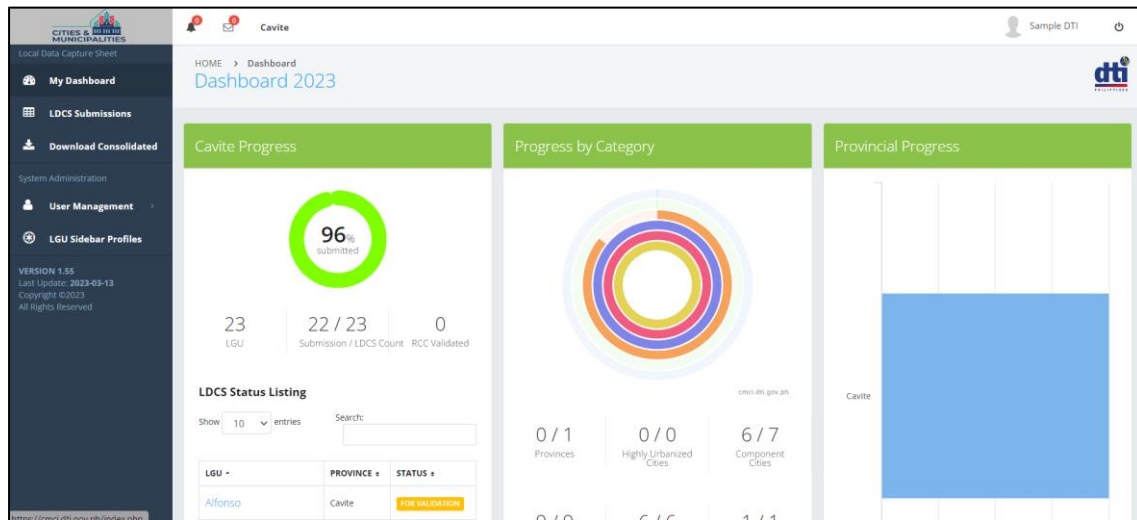 CITIES &
MUNICIPALITIES
Local Data Capture Sheet
My Dashboard
LDCS Submissions
Download Consolidated
System Administration
User Management
LGU Sidebar Profiles
VERSION 1.55
Last Update: 2023-03-13
Copyright ©2023
All Rights Reserved
https://cmci.dti.gov.ph/index.php
0 0 Cavite
Sample DTI
HOME > Dashboard
Dashboard 2023
dti
PHILIPPINES
Cavite Progress
96%
submitted
23
LGU
22 / 23
Submission / LDCS Count
0
RCC Validated
LDCS Status Listing
Show 10 entries
Search:
LGU PROVINCE STATUS
Alfonso Cavite FOR VALIDATION
Progress by Category
cmci.dti.gov.ph
0 / 1
Provinces
0 / 0
Highly Urbanized
Cities
6 / 7
Component
Cities
6 / 6
1 / 1
Provincial Progress
Cavite